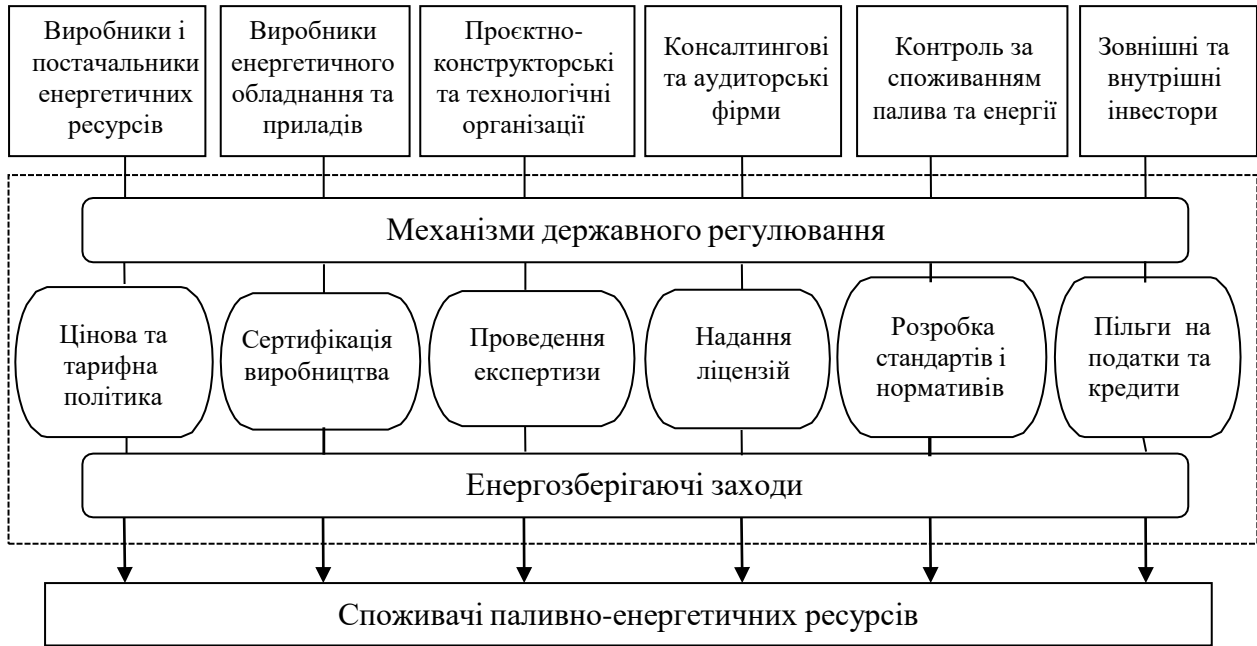 Виробники і
постачальники
енергетичних
ресурсів
Виробники
енергетичного
обладнання та
приладів
Проєктно-
конструкторські
та технологічні
організації
Консалтингові
та аудиторські
фірми
Контроль за
споживанням
палива та енергії
Зовнішні та
внутрішні
інвестори
Механізми державного регулювання
Цінова та
тарифна
політика
Сертифікація
виробництва
Проведення
експертизи
Надання
ліцензій
Розробка
стандартів і
нормативів
Пільги на
податки та
кредити
Енергозберігаючі заходи
Споживачі паливно-енергетичних ресурсів